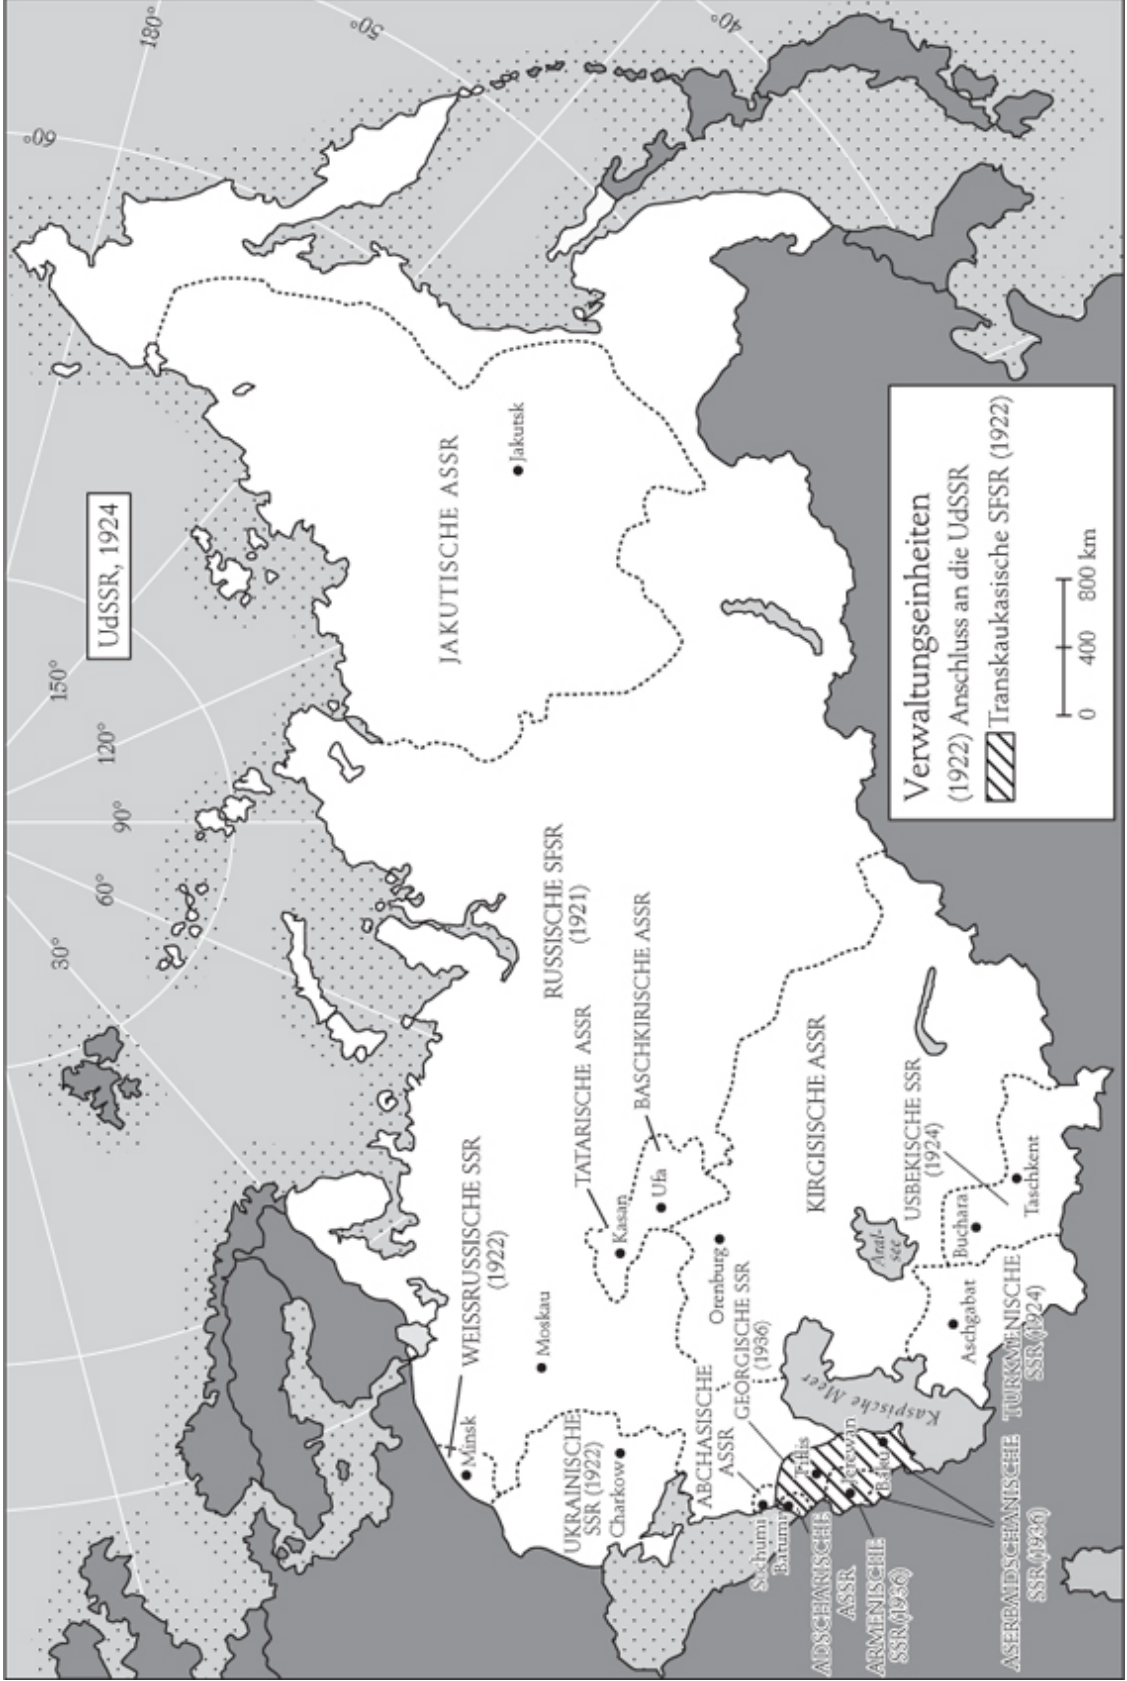 UdSSR, 1924
180°
60°
50°
40°
150°
120°
90°
60°
30°
JAKUTISCHE ASSR
Jakutsk
RUSSISCHE SFSR
(1921)
TATARISCHE ASSR
BASCHKIRISCHE ASSR
WEISSRUSSISCHE SSR
(1922)
Minsk
Moskau
Kasan
Ufa
Orenburg
UKRAINISCHE
SSR (1922)
Charkow
KIRGISISCHE ASSR
Aral-
see
USBEKISCHE SSR
(1924)
Buchara
Taschkent
Aschgabat
TURKMENISCHE
SSR (1924)
Kaspische Meer
GEORGISCHE SSR
(1936)
ABCHASISCHE
ASSR
Suchumi
Batumi
Tiflis
Jerewan
Baku
ADSCHARISCHE
ASSR
ARMENISCHE
SSR (1936)
ASERBAIDSCHANISCHE
SSR (1936)
Verwaltungseinheiten
(1922) Anschluss an die UdSSR
Transkaukasische SFSR (1922)
0 400 800 km